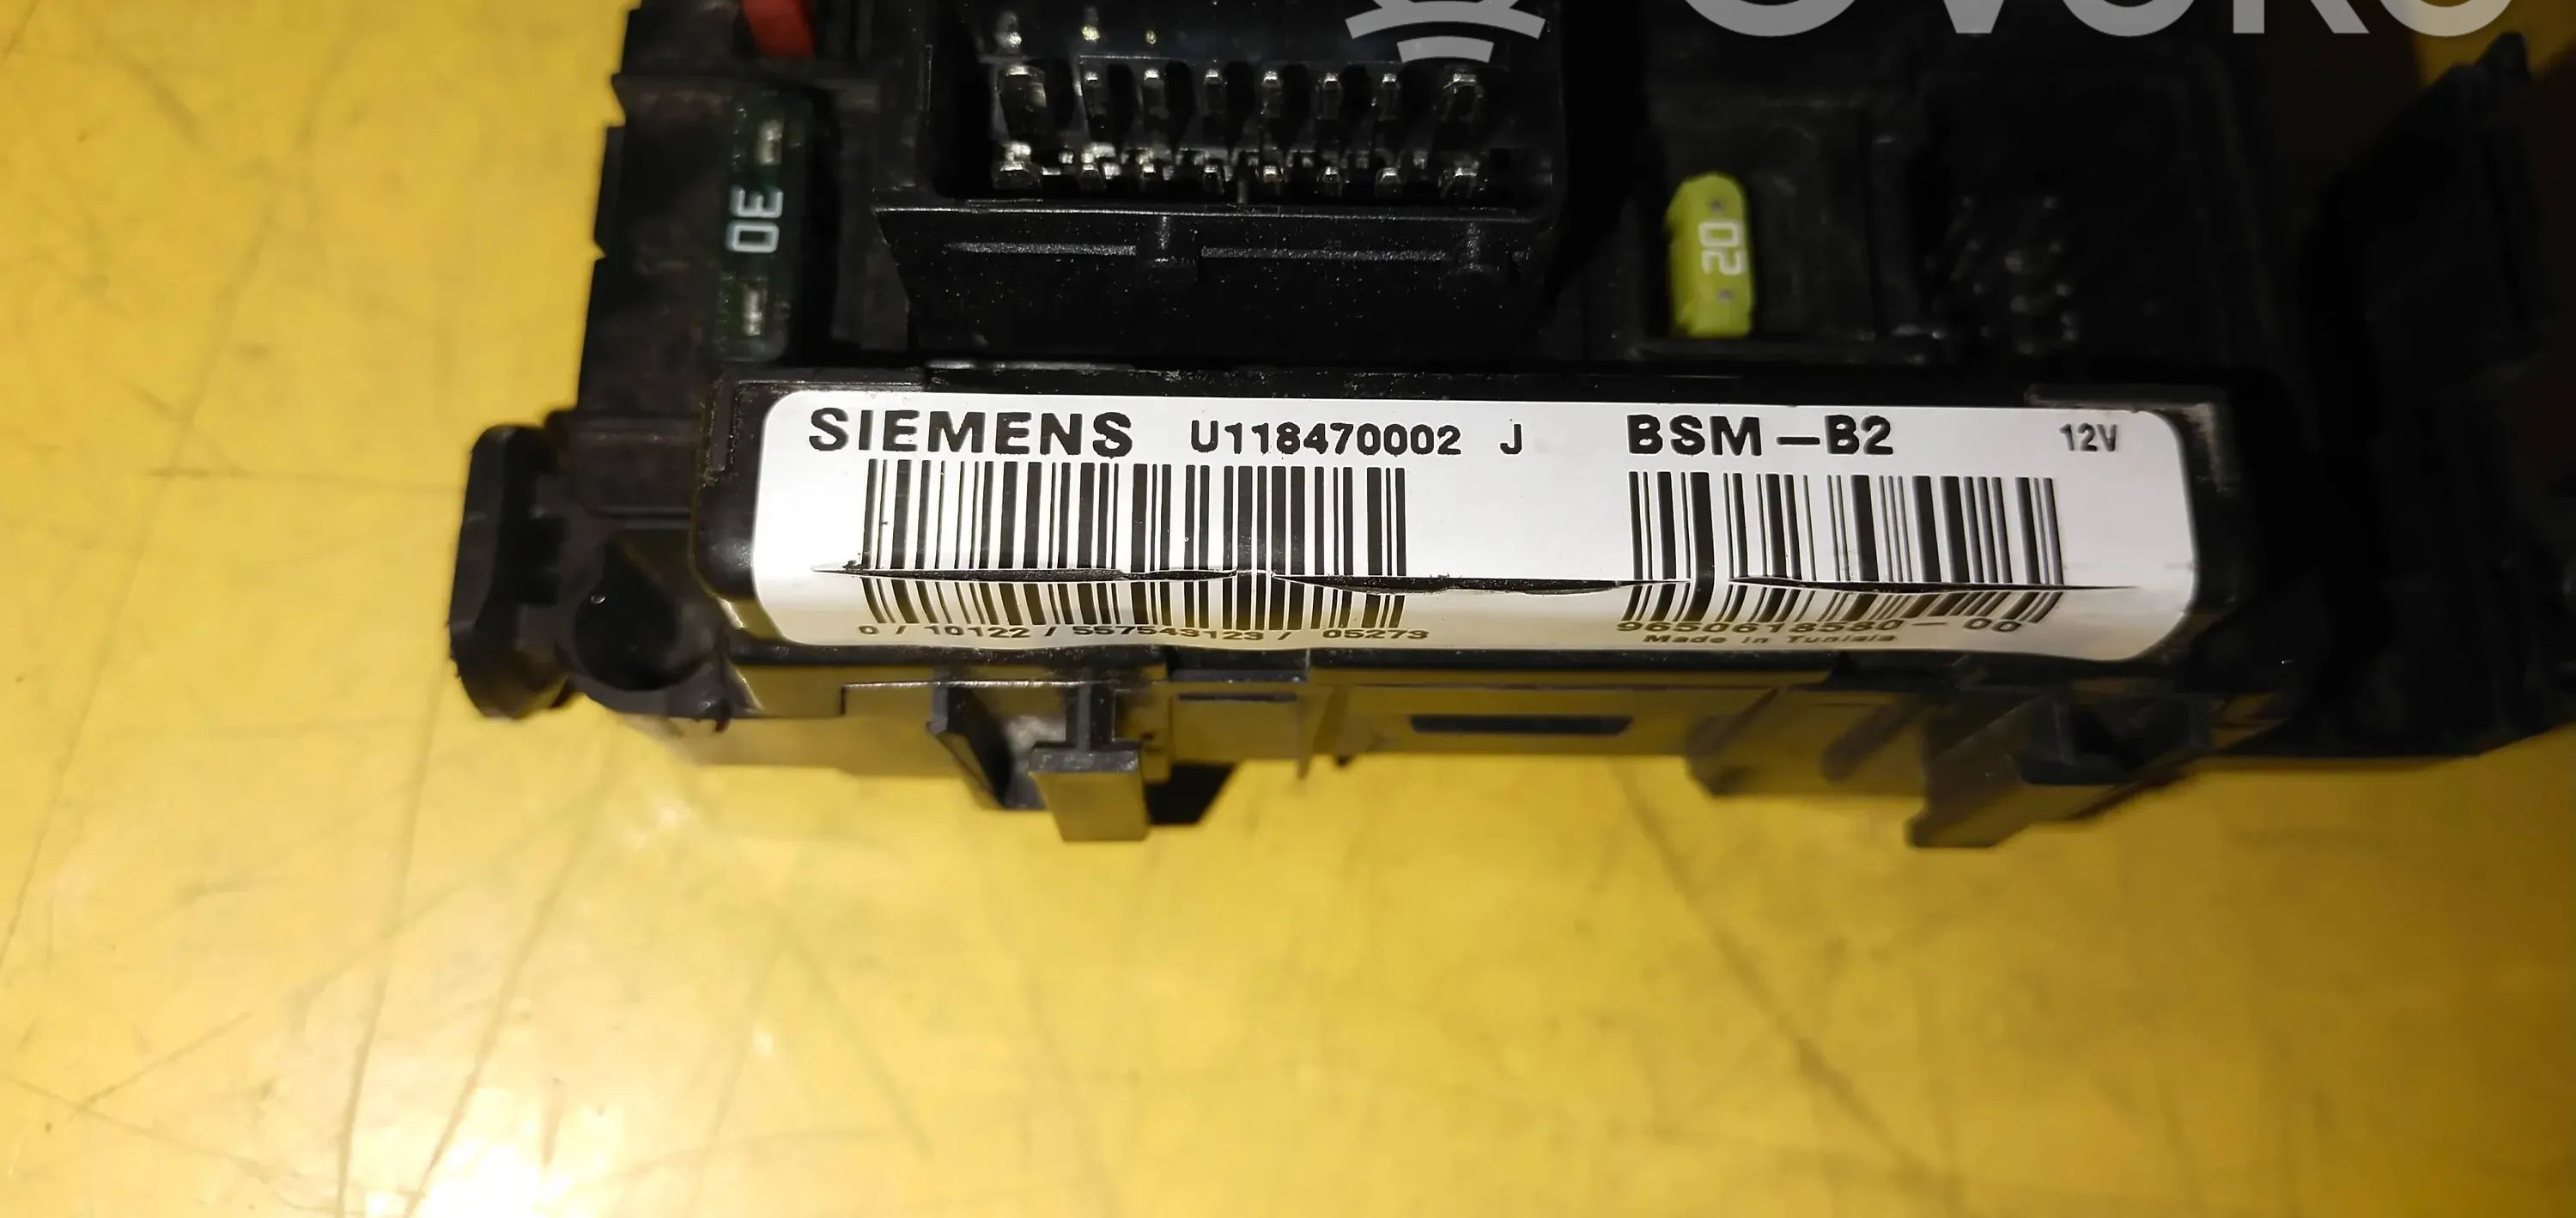 30
20
SIEMENS U118470002 J BSM-B2 12V
0 / 10122 / 557543123 / 05273
9650618580-00
Made in Tunisia